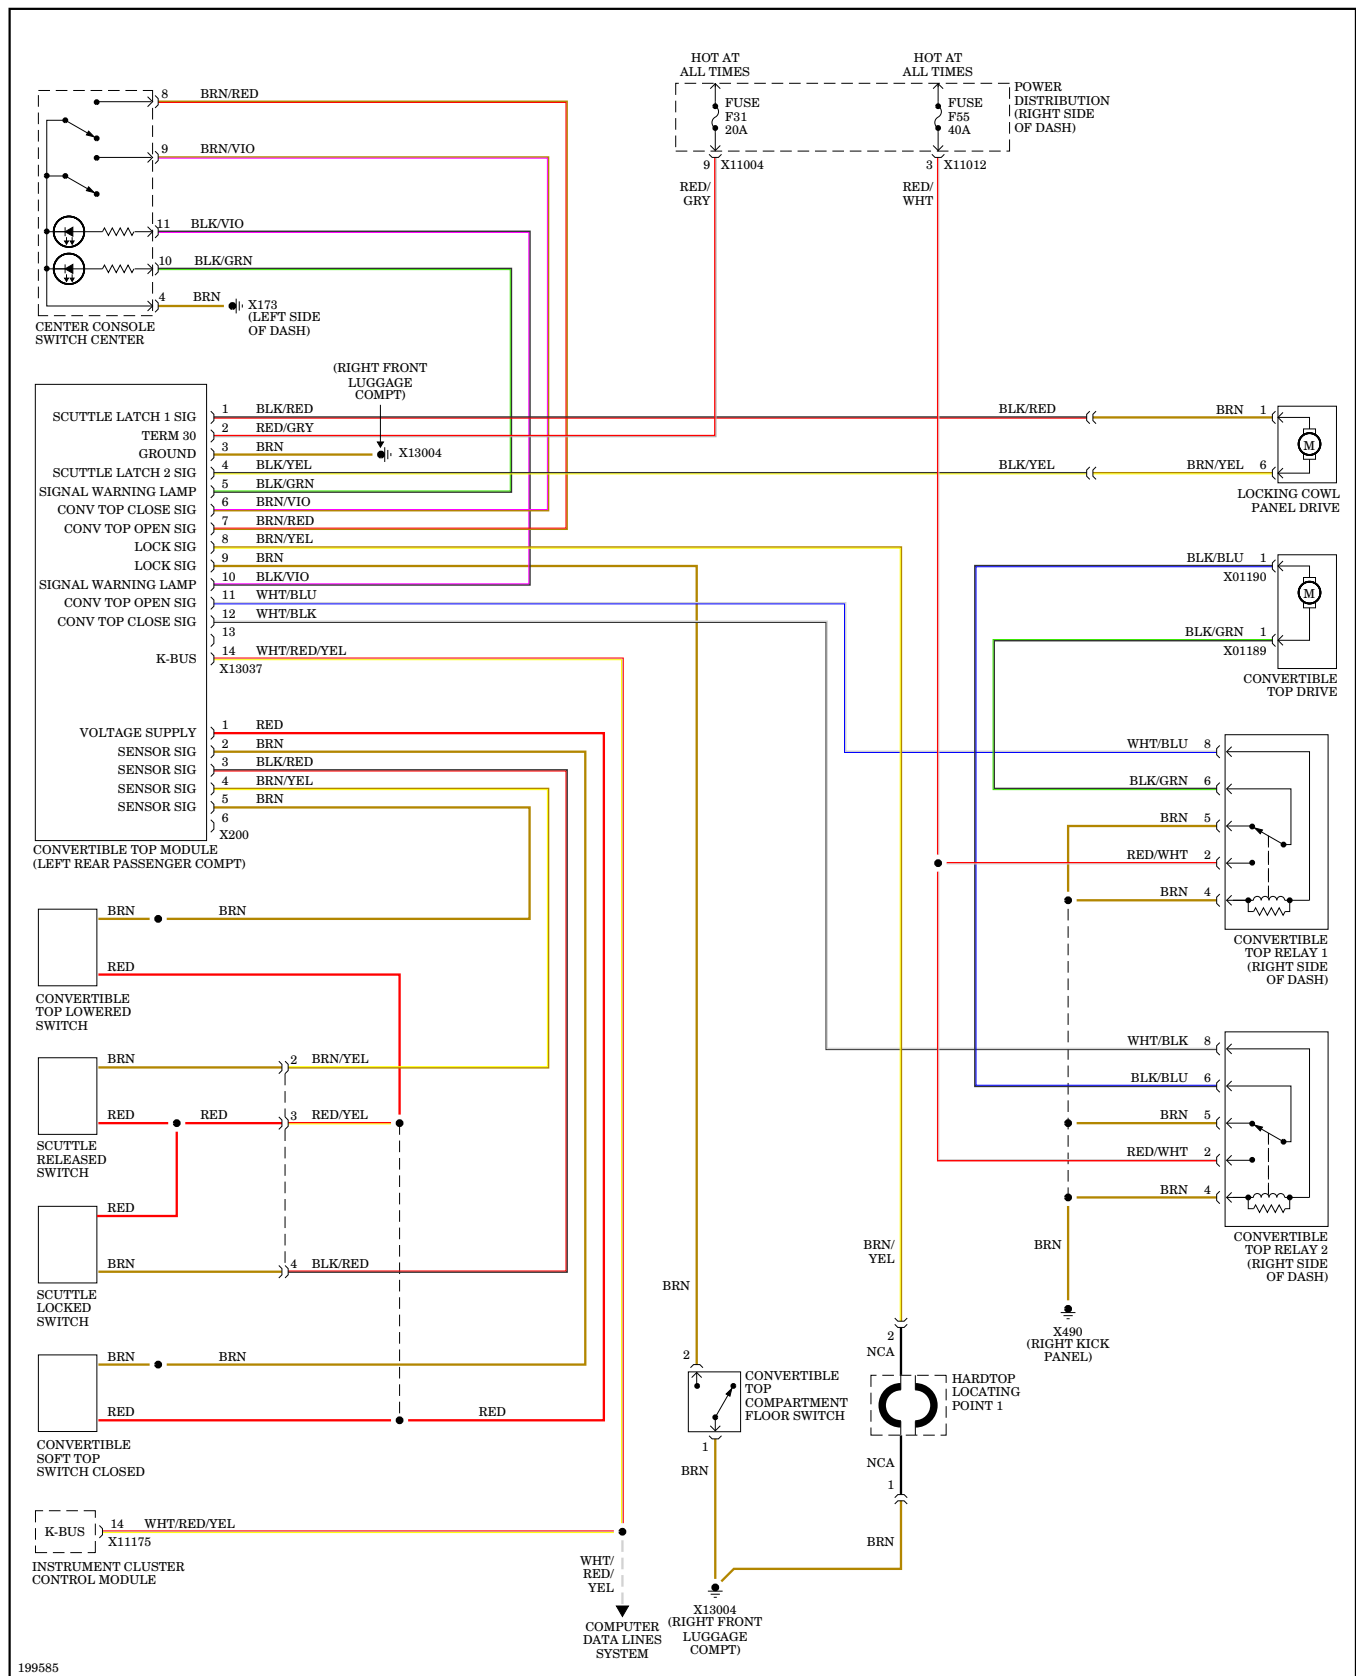 HOT AT
ALL TIMES
HOT AT
ALL TIMES
FUSE
F31
20A
FUSE
F55
40A
POWER
DISTRIBUTION
(RIGHT SIDE
OF DASH)
9 X11004
3 X11012
RED/
GRY
RED/
WHT
8 BRN/RED
9 BRN/VIO
11 BLK/VIO
10 BLK/GRN
4 BRN
X173
(LEFT SIDE
OF DASH)
CENTER CONSOLE
SWITCH CENTER
(RIGHT FRONT
LUGGAGE
COMPT)
X13004
SCUTTLE LATCH 1 SIG 1 BLK/RED
TERM 30 2 RED/GRY
GROUND 3 BRN
SCUTTLE LATCH 2 SIG 4 BLK/YEL
SIGNAL WARNING LAMP 5 BLK/GRN
CONV TOP CLOSE SIG 6 BRN/VIO
CONV TOP OPEN SIG 7 BRN/RED
LOCK SIG 8 BRN/YEL
LOCK SIG 9 BRN
SIGNAL WARNING LAMP 10 BLK/VIO
CONV TOP OPEN SIG 11 WHT/BLU
CONV TOP CLOSE SIG 12 WHT/BLK
13
K-BUS 14 WHT/RED/YEL
X13037
VOLTAGE SUPPLY 1 RED
SENSOR SIG 2 BRN
SENSOR SIG 3 BLK/RED
SENSOR SIG 4 BRN/YEL
SENSOR SIG 5 BRN
6
X200
CONVERTIBLE TOP MODULE
(LEFT REAR PASSENGER COMPT)
BLK/RED BRN 1
M
BLK/YEL BRN/YEL 6
LOCKING COWL
PANEL DRIVE
BLK/BLU 1
X01190
M
BLK/GRN 1
X01189
CONVERTIBLE
TOP DRIVE
WHT/BLU 8
BLK/GRN 6
BRN 5
RED/WHT 2
BRN 4
CONVERTIBLE
TOP RELAY 1
(RIGHT SIDE
OF DASH)
WHT/BLK 8
BLK/BLU 6
BRN 5
RED/WHT 2
BRN 4
CONVERTIBLE
TOP RELAY 2
(RIGHT SIDE
OF DASH)
BRN
X490
(RIGHT KICK
PANEL)
BRN BRN
RED
CONVERTIBLE
TOP LOWERED
SWITCH
BRN 2 BRN/YEL
RED RED 3 RED/YEL
SCUTTLE
RELEASED
SWITCH
RED
BRN 4 BLK/RED
SCUTTLE
LOCKED
SWITCH
BRN BRN
RED RED
CONVERTIBLE
SOFT TOP
SWITCH CLOSED
K-BUS 14 WHT/RED/YEL
X11175
INSTRUMENT CLUSTER
CONTROL MODULE
WHT/
RED/
YEL
COMPUTER
DATA LINES
SYSTEM
BRN
2
CONVERTIBLE
TOP
COMPARTMENT
FLOOR SWITCH
1
BRN
BRN/
YEL
2
NCA
HARDTOP
LOCATING
POINT 1
NCA
1
BRN
X13004
(RIGHT FRONT
LUGGAGE
COMPT)
199585